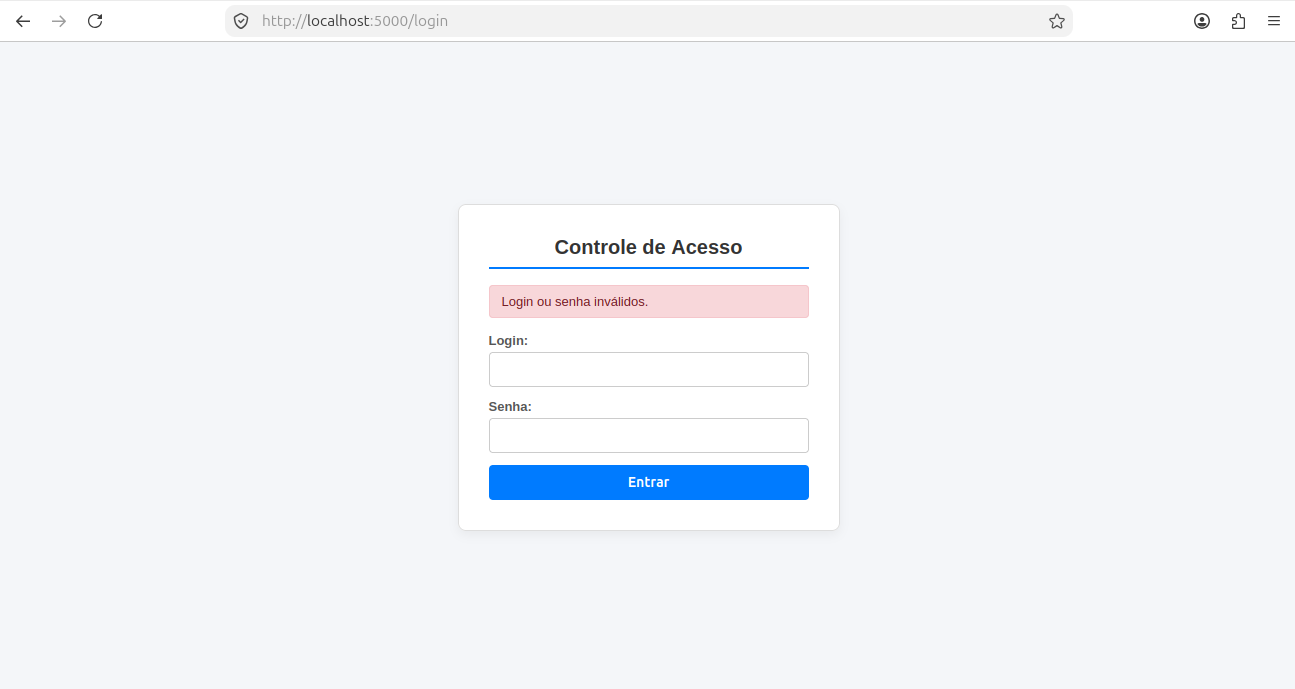 http://localhost:5000/login
Controle de Acesso
Login ou senha inválidos.
Login:
Senha:
Entrar